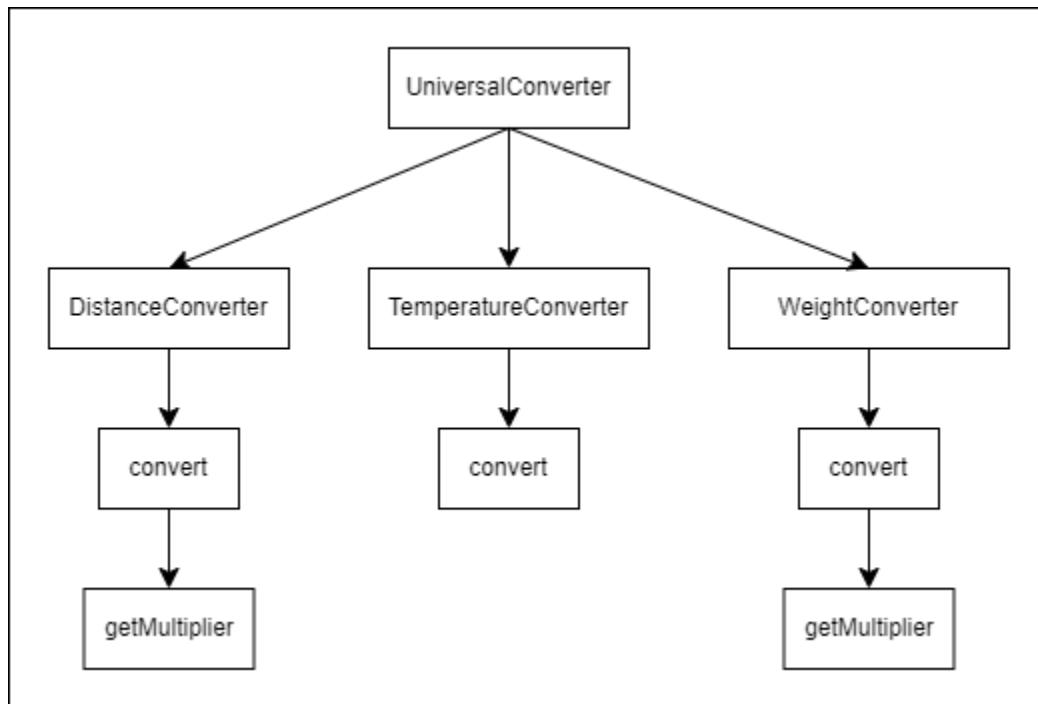 UniversalConverter
DistanceConverter
TemperatureConverter
WeightConverter
convert
convert
convert
getMultiplier
getMultiplier